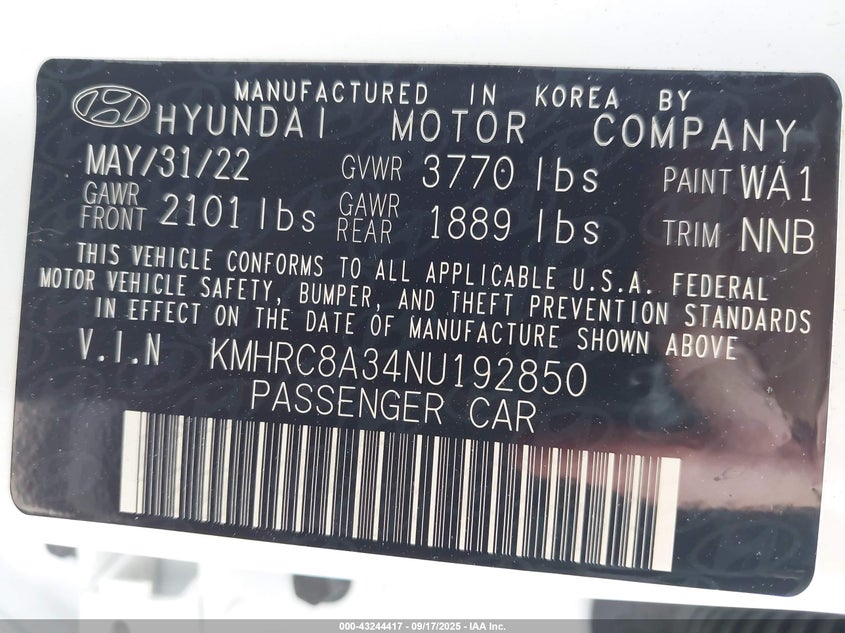 MANUFACTURED IN KOREA BY
HYUNDAI MOTOR COMPANY
MAY/31/22 GVWR 3770 lbs PAINT WA1
GAWR FRONT 2101 lbs GAWR REAR 1889 lbs TRIM NNB
THIS VEHICLE CONFORMS TO ALL APPLICABLE U.S.A. FEDERAL
MOTOR VEHICLE SAFETY, BUMPER, AND THEFT PREVENTION STANDARDS
IN EFFECT ON THE DATE OF MANUFACTURE SHOWN ABOVE
V.I.N KMHRC8A34NU192850
PASSENGER CAR
000-43244417 - 09/17/2025 - IAA Inc.